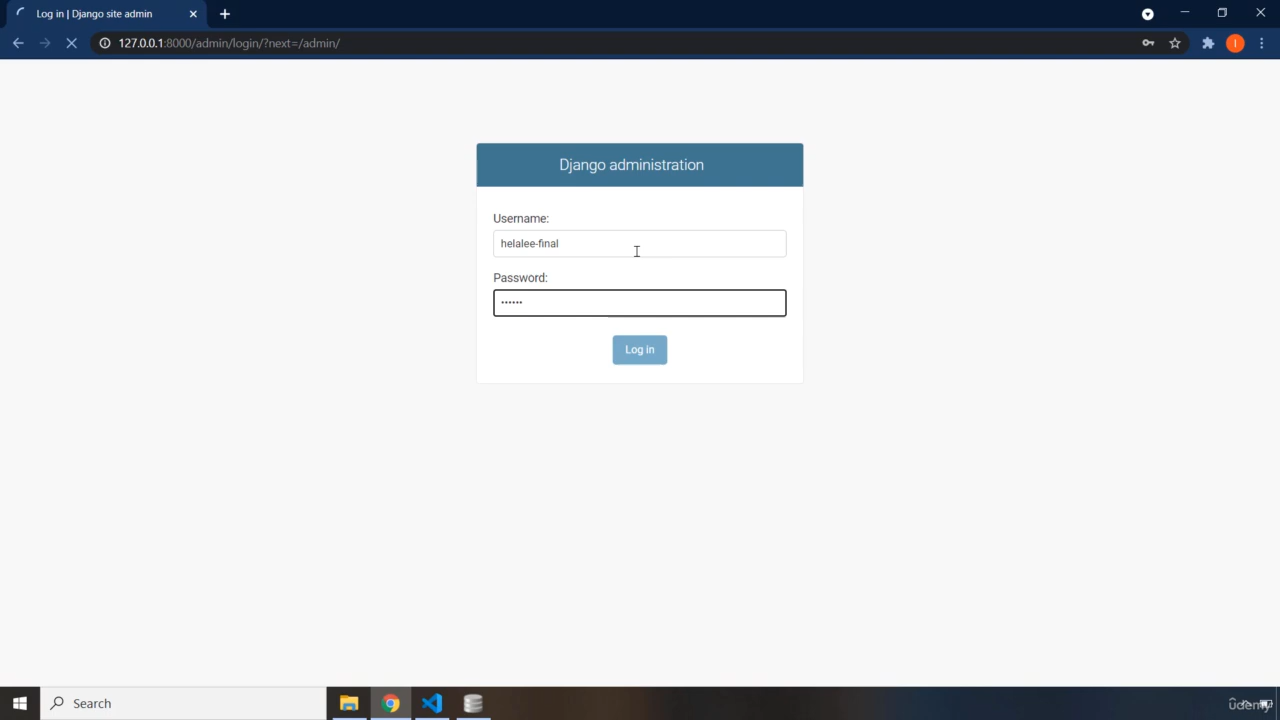 Log in | Django site admin
127.0.0.1:8000/admin/login/?next=/admin/
I
Django administration
Username:
helalee-final
Password:
••••••
Log in
Search
udemy